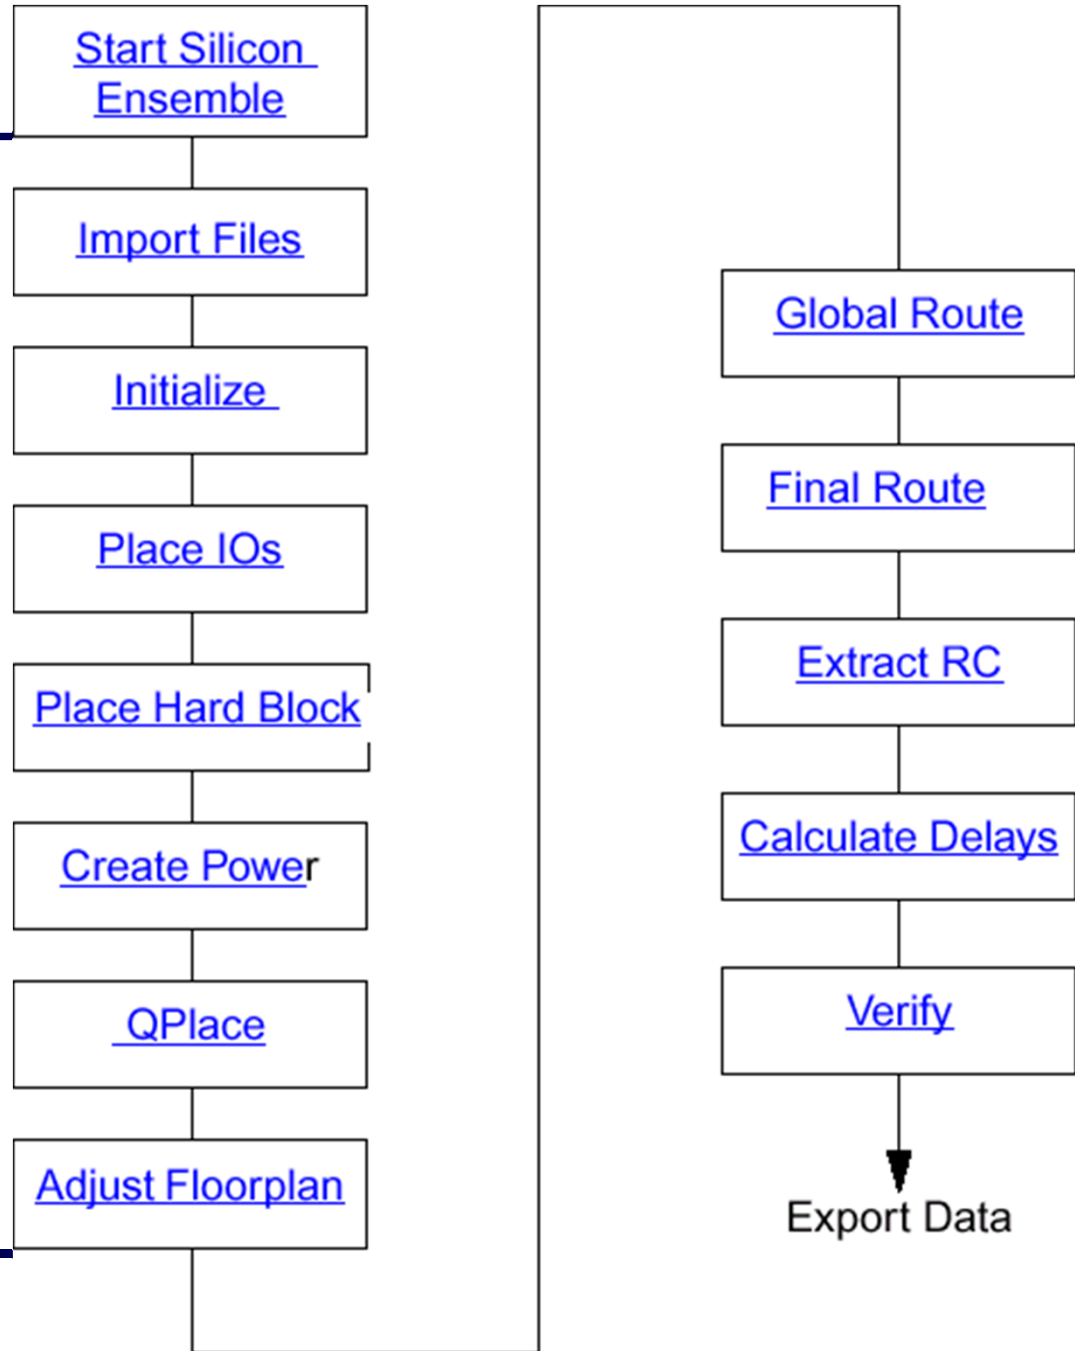 Start Silicon
Ensemble
Import Files
Initialize
Place IOs
Place Hard Block
Create Power
QPlace
Adjust Floorplan
Global Route
Final Route
Extract RC
Calculate Delays
Verify
Export Data